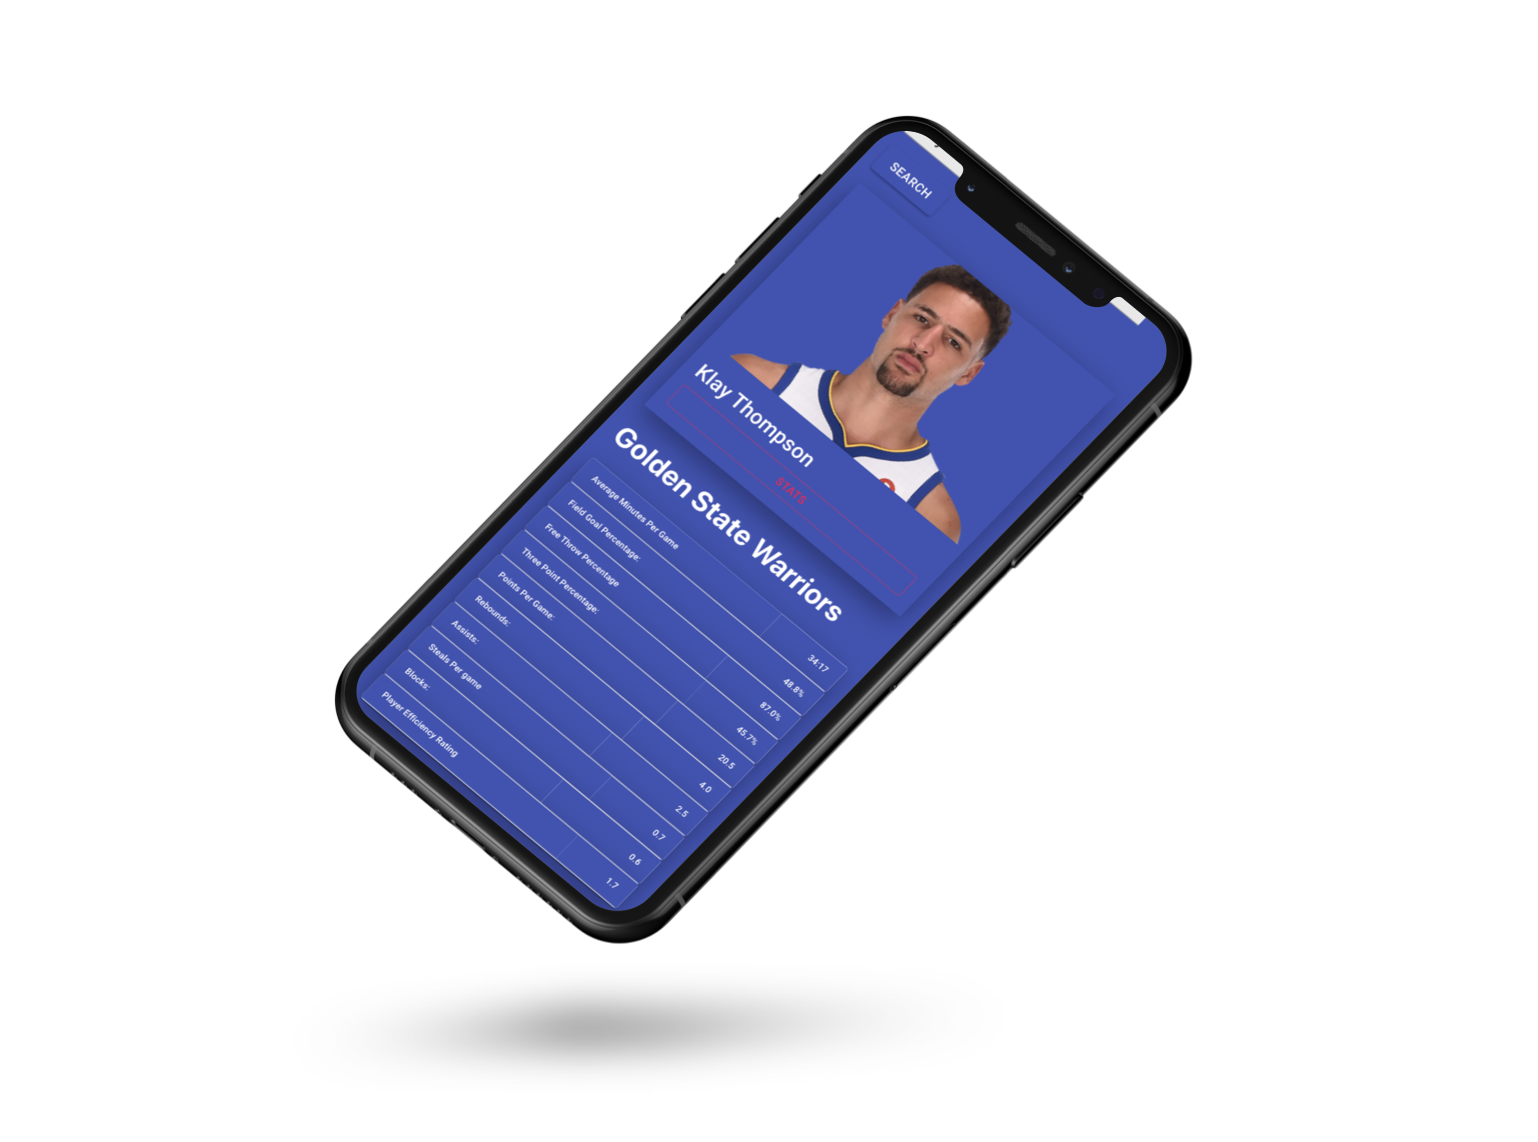 SEARCH
Klay Thompson
STATS
Golden State Warriors
Average Minutes Per Game 34:17
Field Goal Percentage: 48.8%
Free Throw Percentage 87.0%
Three Point Percentage: 45.7%
Points Per Game: 20.5
Rebounds: 4.0
Assists: 2.5
Steals Per game 0.7
Blocks: 0.6
Player Efficiency Rating 1.7